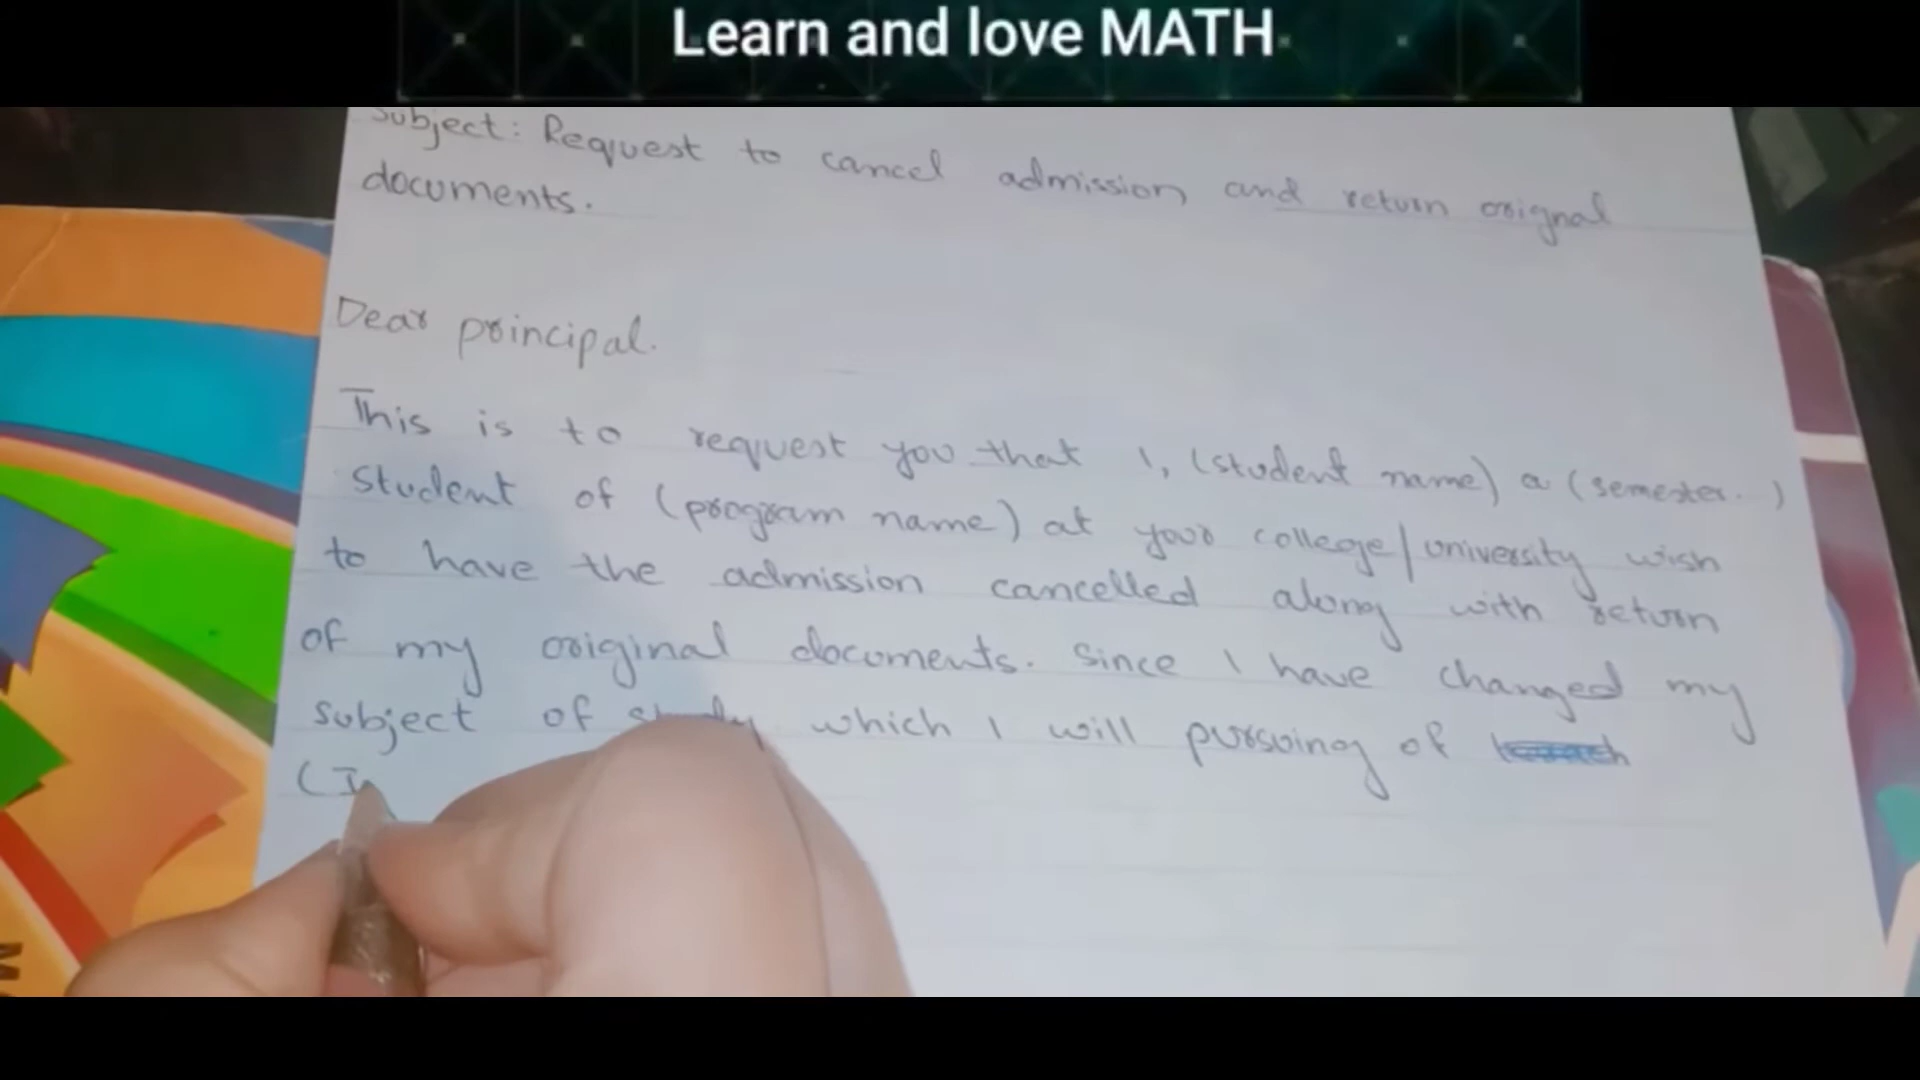 Learn and love MATH
Subject: Request to cancel admission and return orignal
documents.
Dear principal.
This is to request you that I, (student name) a (semester. )
student of (program name) at your college/university wish
to have the admission cancelled along with return
of my original documents. Since I have changed my
subject of study which I will pursuing of
(In